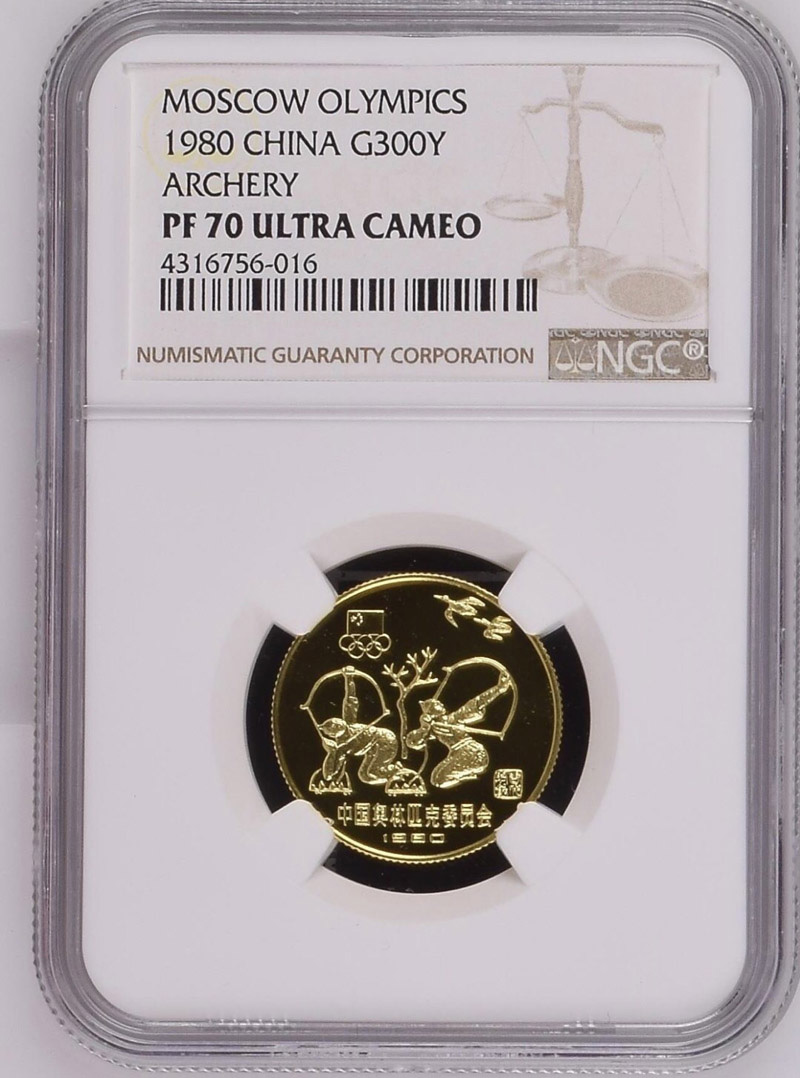 MOSCOW OLYMPICS
1980 CHINA G300Y
ARCHERY
PF 70 ULTRA CAMEO
4316756-016
NUMISMATIC GUARANTY CORPORATION
NGC®
中国奥林匹克委员会
1980